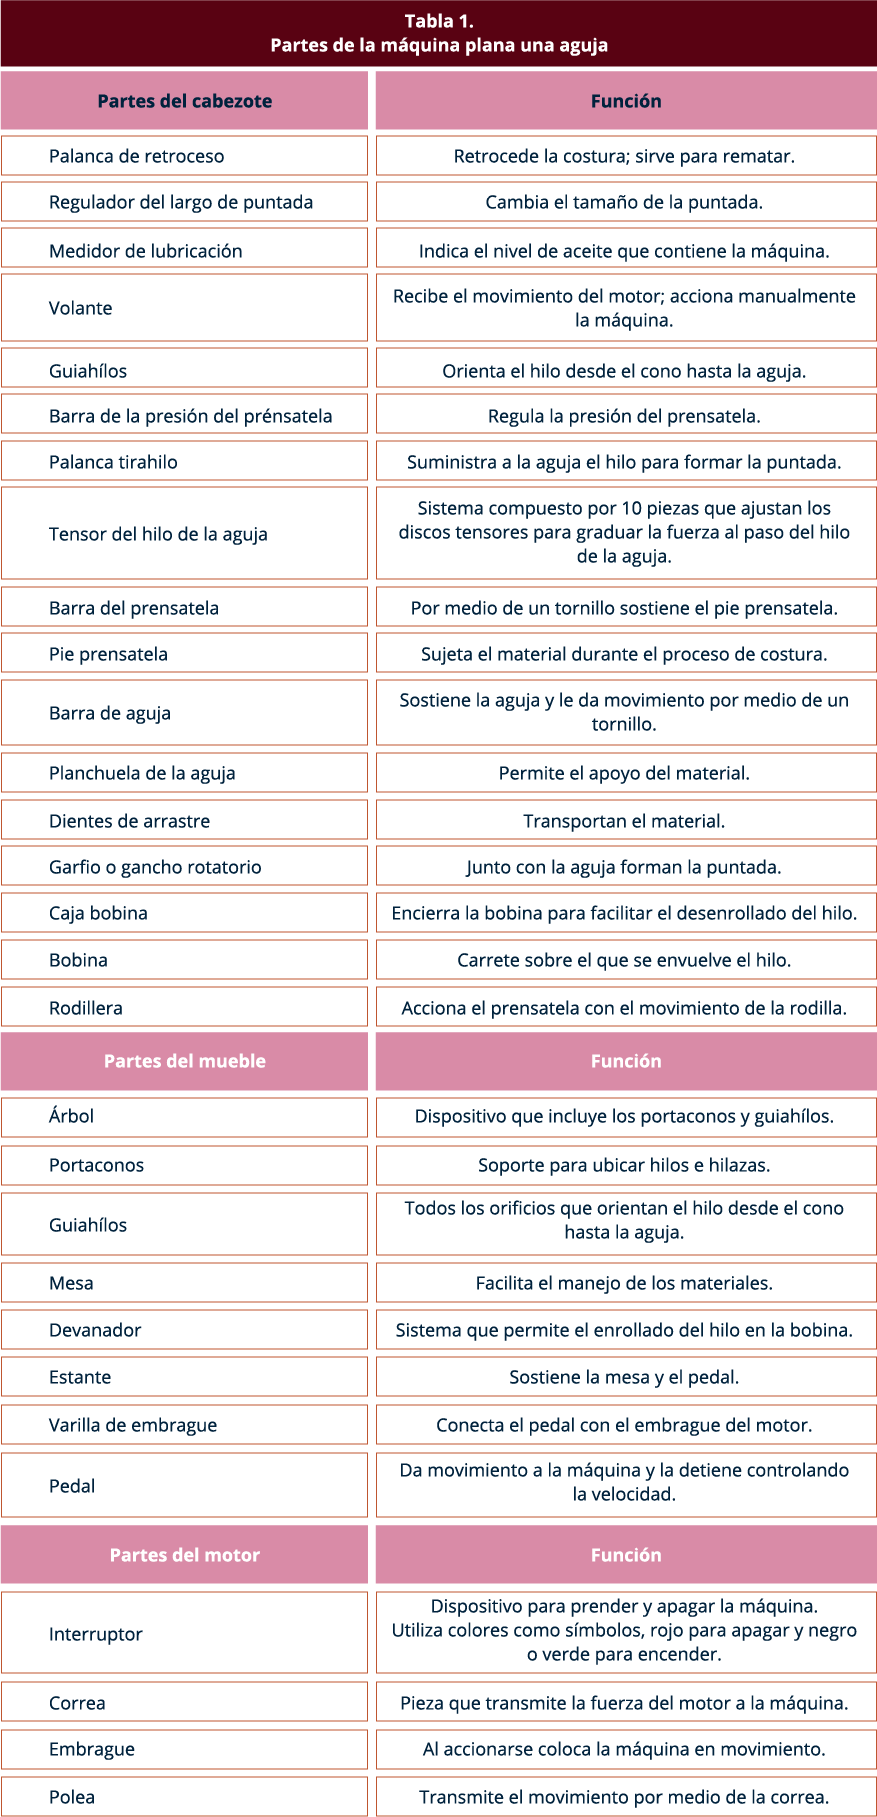 Tabla 1.
Partes de la máquina plana una aguja
Partes del cabezote
Función
Palanca de retroceso
Retrocede la costura; sirve para rematar.
Regulador del largo de puntada
Cambia el tamaño de la puntada.
Medidor de lubricación
Indica el nivel de aceite que contiene la máquina.
Volante
Recibe el movimiento del motor; acciona manualmente
la máquina.
Guiahílos
Orienta el hilo desde el cono hasta la aguja.
Barra de la presión del prénsatela
Regula la presión del prensatela.
Palanca tirahilo
Suministra a la aguja el hilo para formar la puntada.
Tensor del hilo de la aguja
Sistema compuesto por 10 piezas que ajustan los
discos tensores para graduar la fuerza al paso del hilo
de la aguja.
Barra del prensatela
Por medio de un tornillo sostiene el pie prensatela.
Pie prensatela
Sujeta el material durante el proceso de costura.
Barra de aguja
Sostiene la aguja y le da movimiento por medio de un
tornillo.
Planchuela de la aguja
Permite el apoyo del material.
Dientes de arrastre
Transportan el material.
Garfio o gancho rotatorio
Junto con la aguja forman la puntada.
Caja bobina
Encierra la bobina para facilitar el desenrollado del hilo.
Bobina
Carrete sobre el que se envuelve el hilo.
Rodillera
Acciona el prensatela con el movimiento de la rodilla.
Partes del mueble
Función
Árbol
Dispositivo que incluye los portaconos y guiahílos.
Portaconos
Soporte para ubicar hilos e hilazas.
Guiahílos
Todos los orificios que orientan el hilo desde el cono
hasta la aguja.
Mesa
Facilita el manejo de los materiales.
Devanador
Sistema que permite el enrollado del hilo en la bobina.
Estante
Sostiene la mesa y el pedal.
Varilla de embrague
Conecta el pedal con el embrague del motor.
Pedal
Da movimiento a la máquina y la detiene controlando
la velocidad.
Partes del motor
Función
Interruptor
Dispositivo para prender y apagar la máquina.
Utiliza colores como símbolos, rojo para apagar y negro
o verde para encender.
Correa
Pieza que transmite la fuerza del motor a la máquina.
Embrague
Al accionarse coloca la máquina en movimiento.
Polea
Transmite el movimiento por medio de la correa.